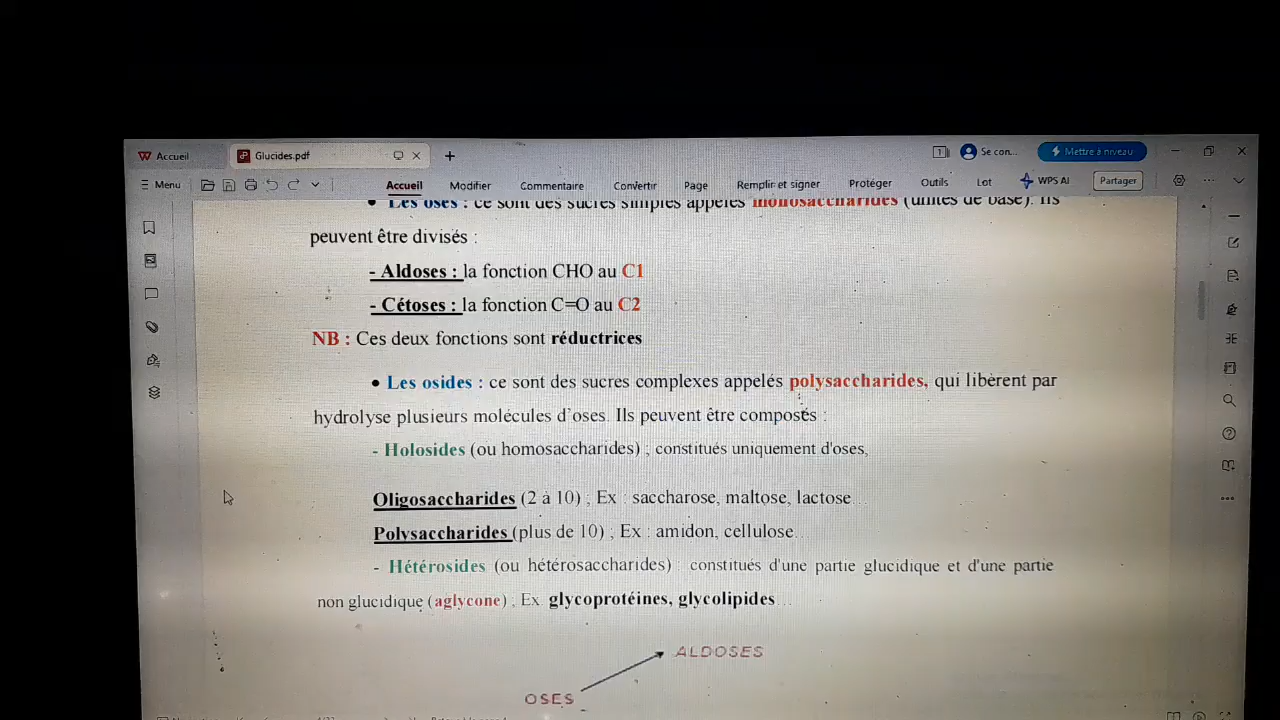 Accueil
Glucides.pdf
Se con...
Mettre à niveau
Menu
Accueil
Modifier
Commentaire
Convertir
Page
Remplir et signer
Protéger
Outils
Lot
WPS AI
Partager
• Les oses : ce sont des sucres simples appelés monosaccharides (unités de base). Ils
peuvent être divisés :
- Aldoses : la fonction CHO au C1
- Cétoses : la fonction C=O au C2
NB : Ces deux fonctions sont réductrices
• Les osides : ce sont des sucres complexes appelés polysaccharides, qui libèrent par
hydrolyse plusieurs molécules d'oses. Ils peuvent être composés :
- Holosides (ou homosaccharides) ; constitués uniquement d'oses,
Oligosaccharides (2 à 10) ; Ex : saccharose, maltose, lactose...
Polysaccharides (plus de 10) ; Ex : amidon, cellulose...
- Hétérosides (ou hétérosaccharides) : constitués d'une partie glucidique et d'une partie
non glucidique (aglycone) ; Ex glycoprotéines, glycolipides...
ALDOSES
OSES